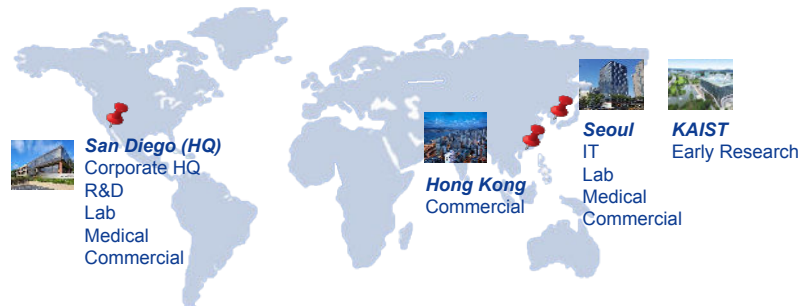 San Diego (HQ)
Corporate HQ
R&D
Lab
Medical
Commercial
Hong Kong
Commercial
Seoul
IT
Lab
Medical
Commercial
KAIST
Early Research